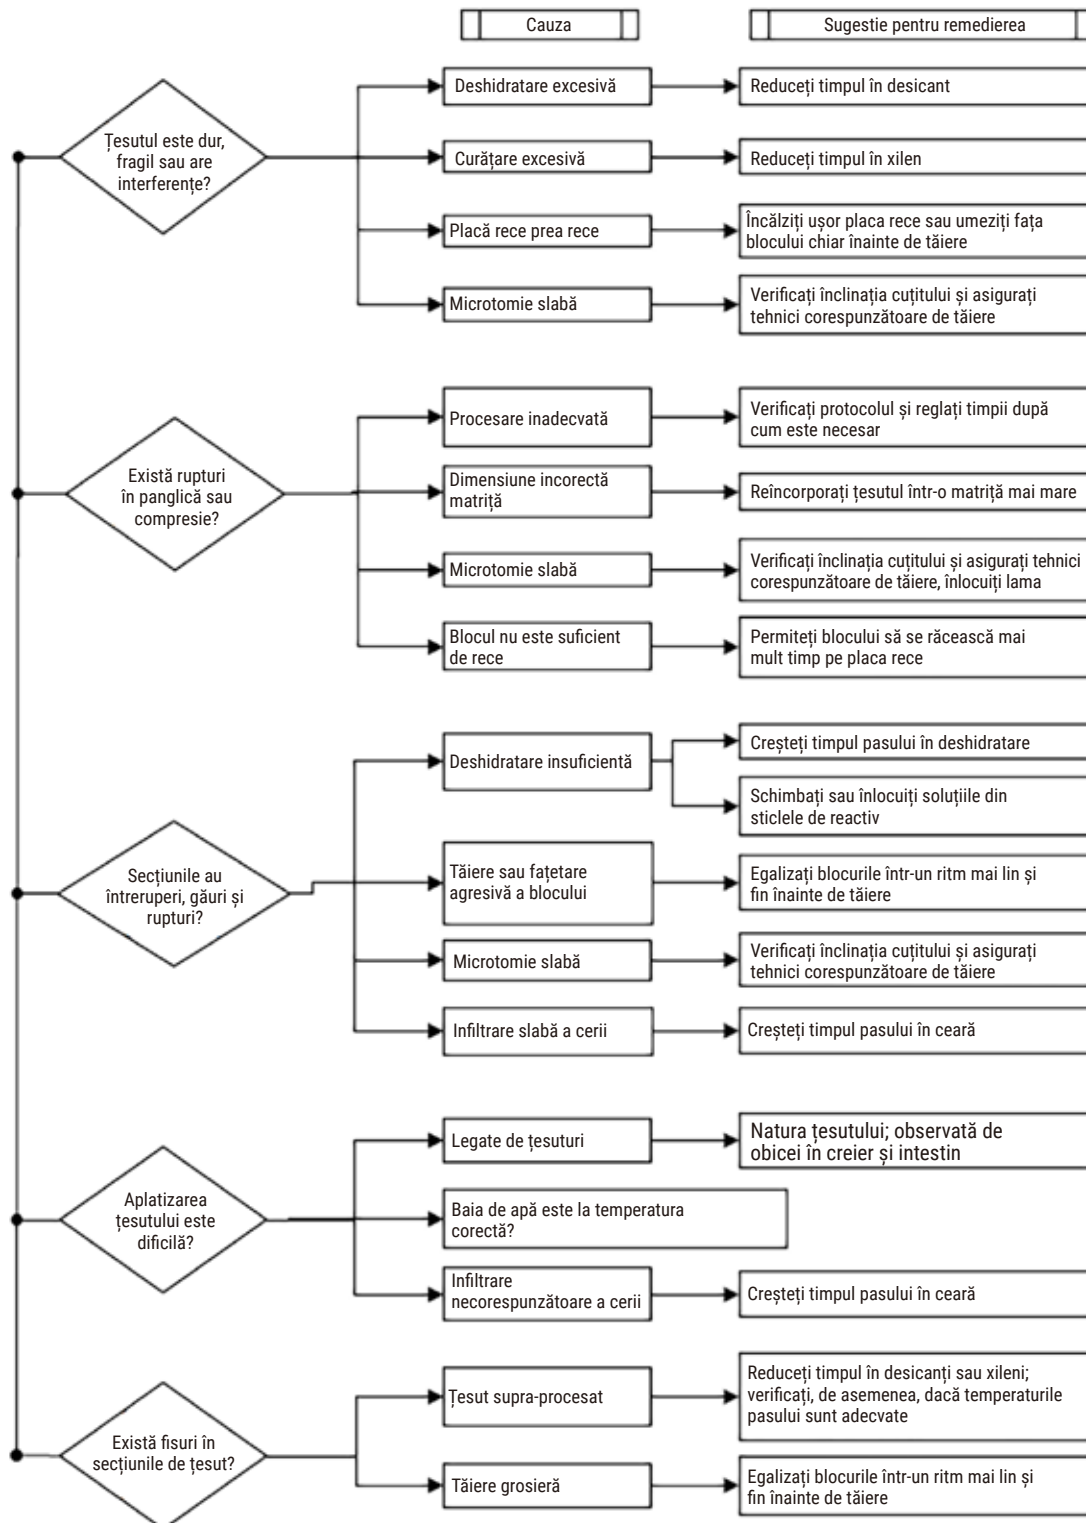 Cauza
Sugestie pentru remedierea
Țesutul este dur,
fragil sau are
interferențe?
Deshidratare excesivă
Reduceți timpul în desicant
Curățare excesivă
Reduceți timpul în xilen
Placă rece prea rece
Încălziți ușor placa rece sau umeziți fața
blocului chiar înainte de tăiere
Microtomie slabă
Verificați înclinația cuțitului și asigurați
tehnici corespunzătoare de tăiere
Există rupturi
în panglică sau
compresie?
Procesare inadecvată
Verificați protocolul și reglați timpii după
cum este necesar
Dimensiune incorectă
matriță
Reîncorporați țesutul într-o matriță mai mare
Microtomie slabă
Verificați înclinația cuțitului și asigurați tehnici
corespunzătoare de tăiere, înlocuiți lama
Blocul nu este suficient
de rece
Permiteți blocului să se răcească mai
mult timp pe placa rece
Secțiunile au
întreruperi, găuri și
rupturi?
Deshidratare insuficientă
Creșteți timpul pasului în deshidratare
Schimbați sau înlocuiți soluțiile din
sticlele de reactiv
Tăiere sau fațetare
agresivă a blocului
Egalizați blocurile într-un ritm mai lin și
fin înainte de tăiere
Microtomie slabă
Verificați înclinația cuțitului și asigurați
tehnici corespunzătoare de tăiere
Infiltrare slabă a cerii
Creșteți timpul pasului în ceară
Aplatizarea
țesutului este
dificilă?
Legate de țesuturi
Natura țesutului; observată de
obicei în creier și intestin
Baia de apă este la temperatura
corectă?
Infiltrare
necorespunzătoare a cerii
Creșteți timpul pasului în ceară
Există fisuri în
secțiunile de țesut?
Țesut supra-procesat
Reduceți timpul în desicanți sau xileni;
verificați, de asemenea, dacă temperaturile
pasului sunt adecvate
Tăiere grosieră
Egalizați blocurile într-un ritm mai lin și
fin înainte de tăiere